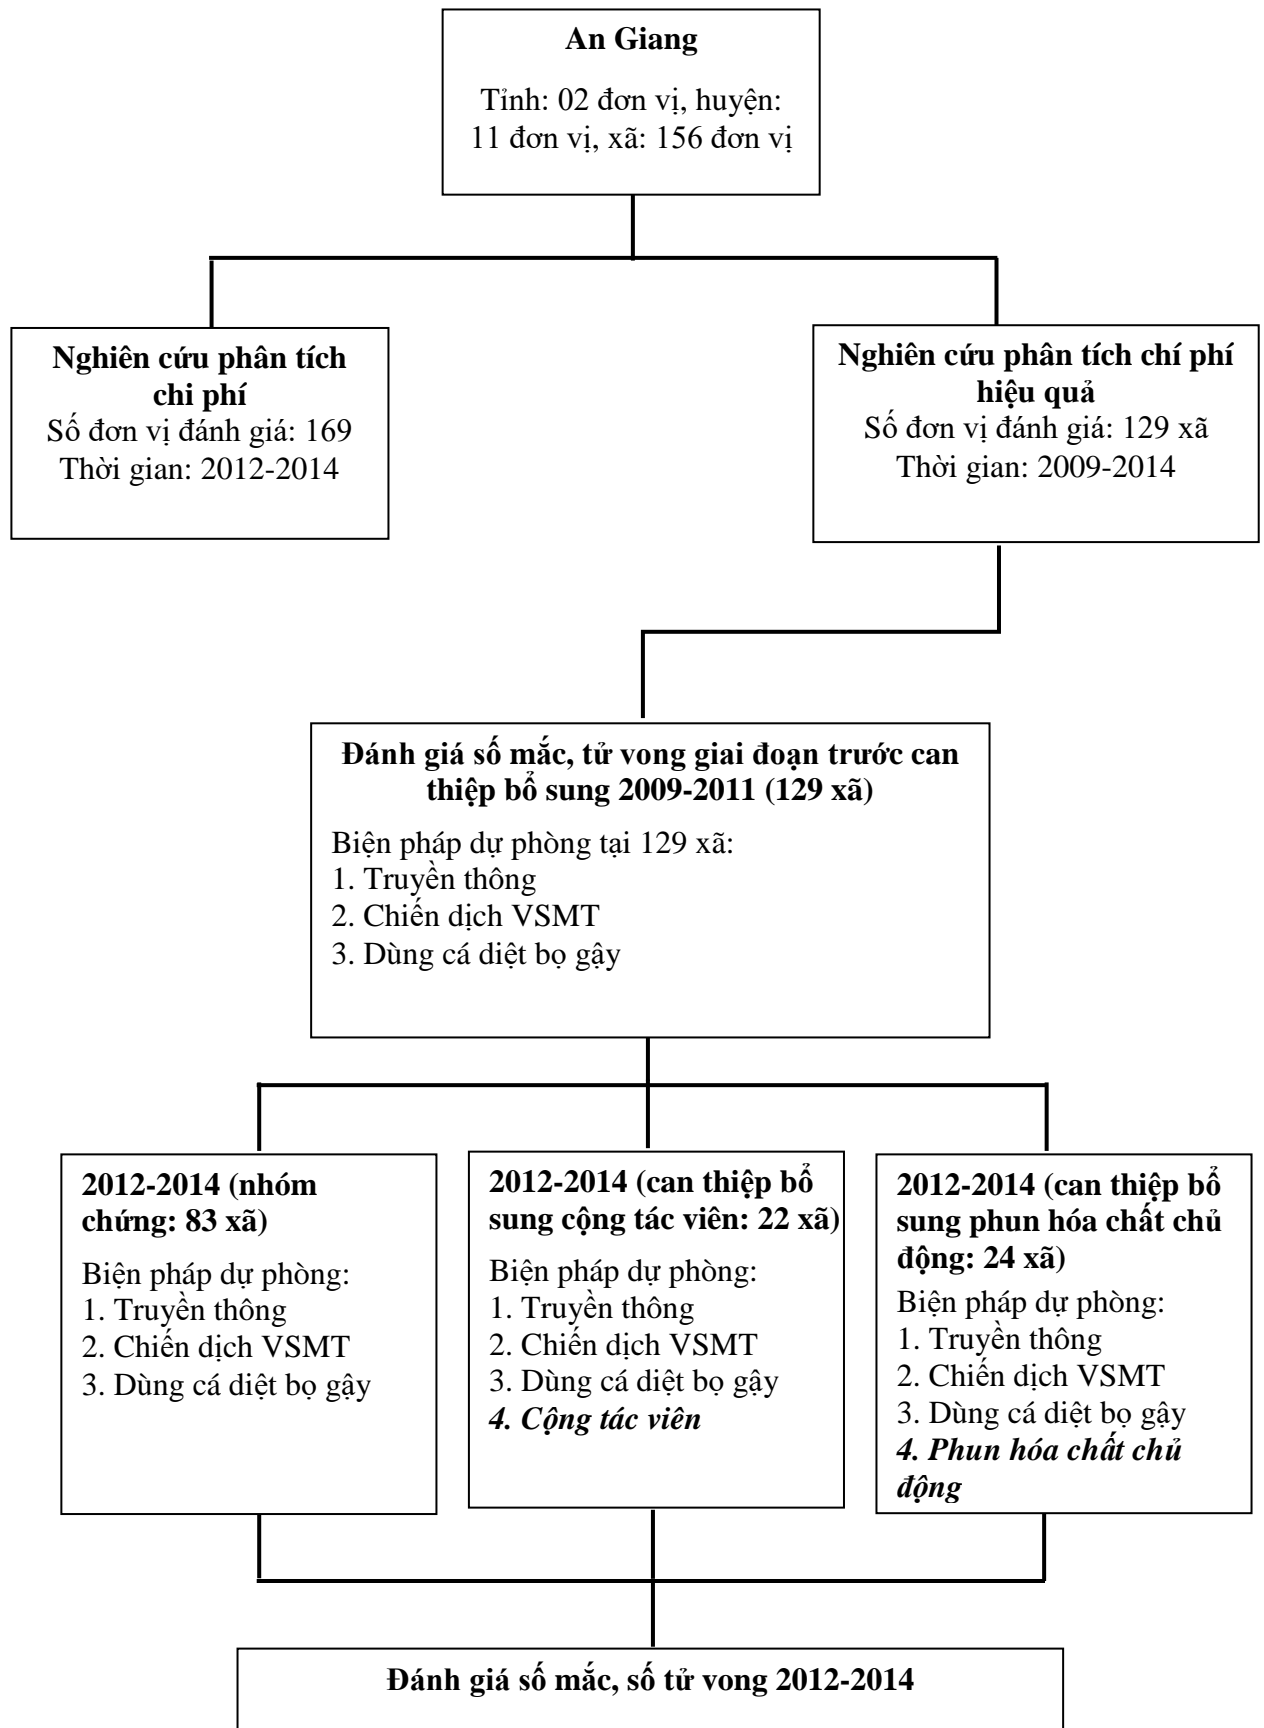 An Giang
Tỉnh: 02 đơn vị, huyện:
11 đơn vị, xã: 156 đơn vị
Nghiên cứu phân tích
chi phí
Số đơn vị đánh giá: 169
Thời gian: 2012-2014
Nghiên cứu phân tích chí phí
hiệu quả
Số đơn vị đánh giá: 129 xã
Thời gian: 2009-2014
Đánh giá số mắc, tử vong giai đoạn trước can
thiệp bổ sung 2009-2011 (129 xã)
Biện pháp dự phòng tại 129 xã:
1. Truyền thông
2. Chiến dịch VSMT
3. Dùng cá diệt bọ gậy
2012-2014 (nhóm
chứng: 83 xã)
Biện pháp dự phòng:
1. Truyền thông
2. Chiến dịch VSMT
3. Dùng cá diệt bọ gậy
2012-2014 (can thiệp bổ
sung cộng tác viên: 22 xã)
Biện pháp dự phòng:
1. Truyền thông
2. Chiến dịch VSMT
3. Dùng cá diệt bọ gậy
4. Cộng tác viên
2012-2014 (can thiệp bổ
sung phun hóa chất chủ
động: 24 xã)
Biện pháp dự phòng:
1. Truyền thông
2. Chiến dịch VSMT
3. Dùng cá diệt bọ gậy
4. Phun hóa chất chủ
động
Đánh giá số mắc, số tử vong 2012-2014